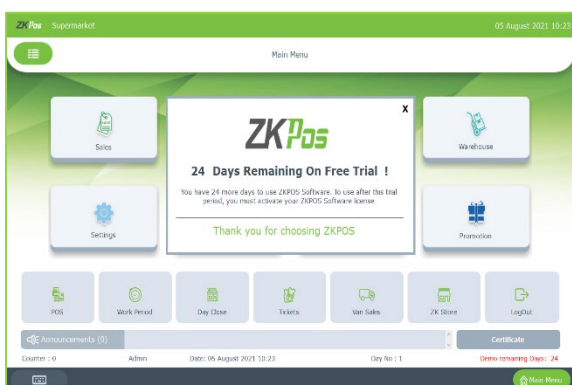 ZKPos Supermarket 05 August 2021 10:23
Main Menu
Sales
Warehouse
Settings
Promotion
X
ZKPos
24 Days Remaining On Free Trial !
You have 24 more days to use ZKPOS Software. To use after this trial
period, you must activate your ZKPOS Software license
Thank you for choosing ZKPOS
POS Work Period Day Close Tickets Van Sales ZK Store LogOut
Announcements (0) Certificate
Counter : 0 Admin Date: 05 August 2021 10:23 Day No : 1 Demo remaning Days: 24
Main Menu